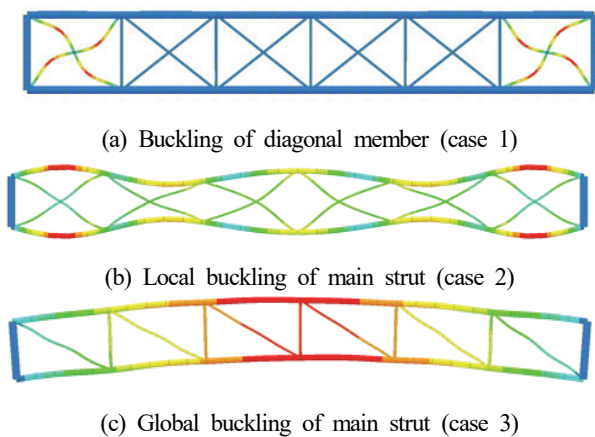 (a) Buckling of diagonal member (case 1)
(b) Local buckling of main strut (case 2)
(c) Global buckling of main strut (case 3)